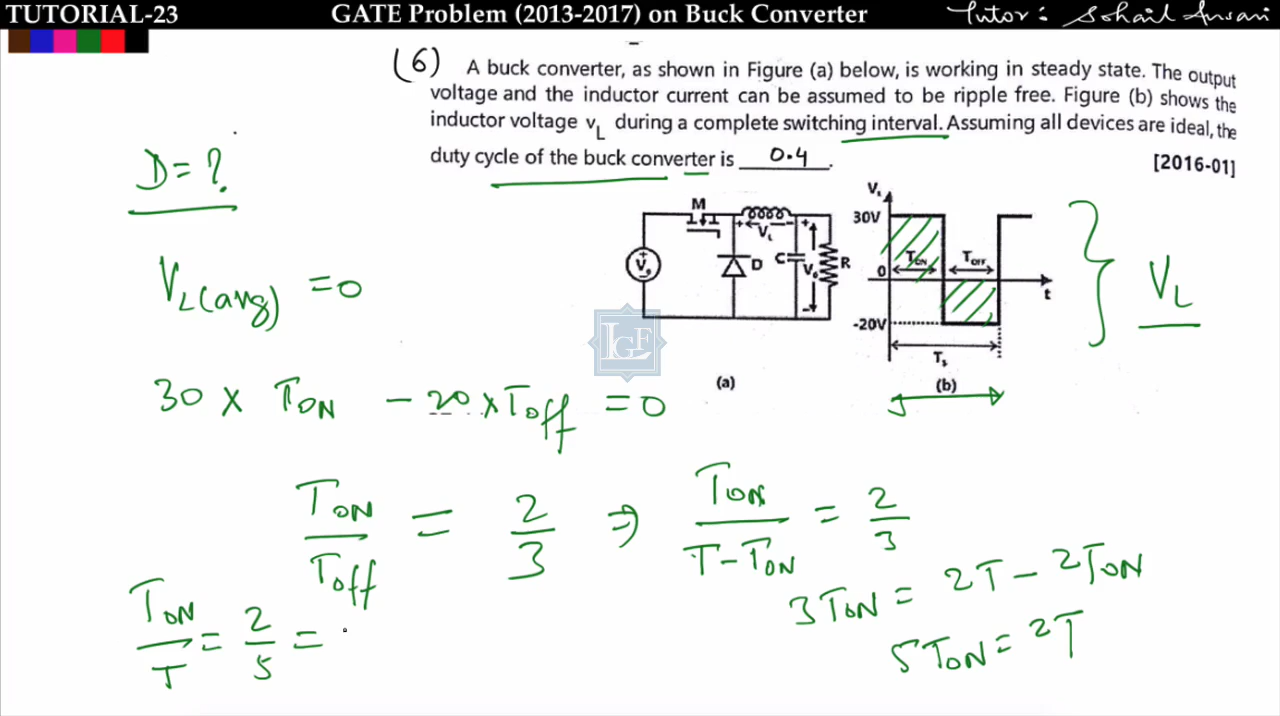 TUTORIAL-23 GATE Problem (2013-2017) on Buck Converter Tutor: Sohail Ansari
(6) A buck converter, as shown in Figure (a) below, is working in steady state. The output
voltage and the inductor current can be assumed to be ripple free. Figure (b) shows the
inductor voltage vL during a complete switching interval. Assuming all devices are ideal, the
duty cycle of the buck converter is 0.4.
[2016-01]
D = ?
VL(avg) = 0
M
+ VL -
D
C
+
V₀
-
R
(a)
VL
30V
0
TON
TOFF
t
-20V
Ts
(b)
VL
LGF
30 × TON - 20 × Toff = 0
TON/Toff = 2/3 ⇒ TON/T-TON = 2/3
3TON = 2T - 2TON
5TON = 2T
TON/T = 2/5 =